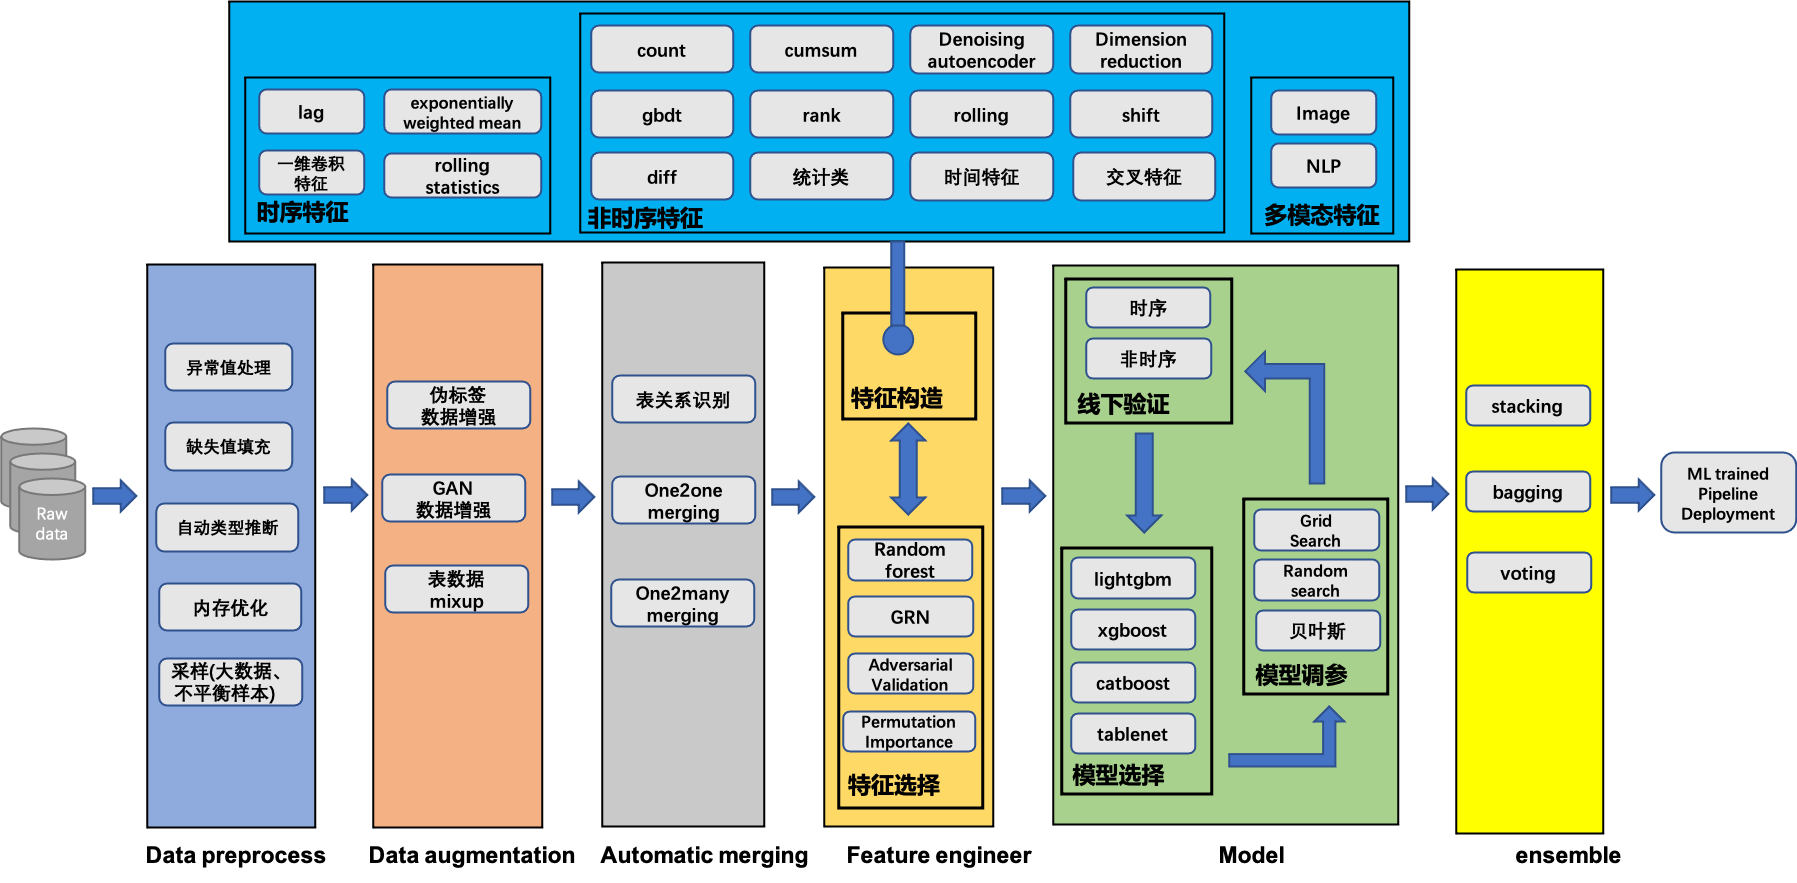 count
cumsum
Denoising
autoencoder
Dimension
reduction
gbdt
rank
rolling
shift
diff
统计类
时间特征
交叉特征
非时序特征
lag
exponentially
weighted mean
一维卷积
特征
rolling
statistics
时序特征
Image
NLP
多模态特征
Raw
data
异常值处理
缺失值填充
自动类型推断
内存优化
采样(大数据、
不平衡样本)
Data preprocess
伪标签
数据增强
GAN
数据增强
表数据
mixup
Data augmentation
表关系识别
One2one
merging
One2many
merging
Automatic merging
特征构造
Random
forest
GRN
Adversarial
Validation
Permutation
Importance
特征选择
Feature engineer
时序
非时序
线下验证
lightgbm
xgboost
catboost
tablenet
模型选择
Grid
Search
Random
search
贝叶斯
模型调参
Model
stacking
bagging
voting
ensemble
ML trained
Pipeline
Deployment